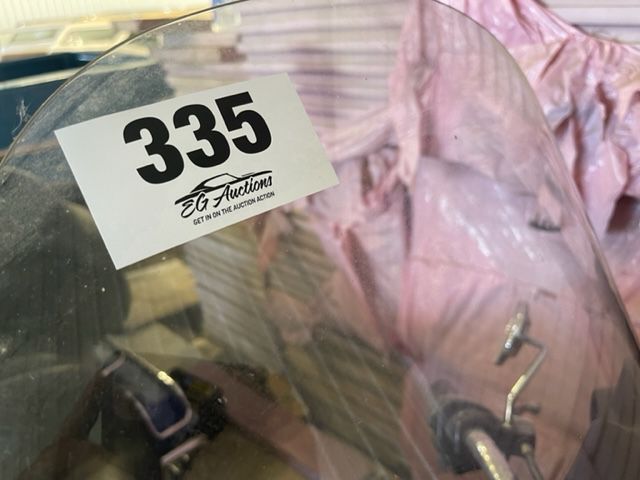 335
EG Auctions
GET IN ON THE AUCTION ACTION